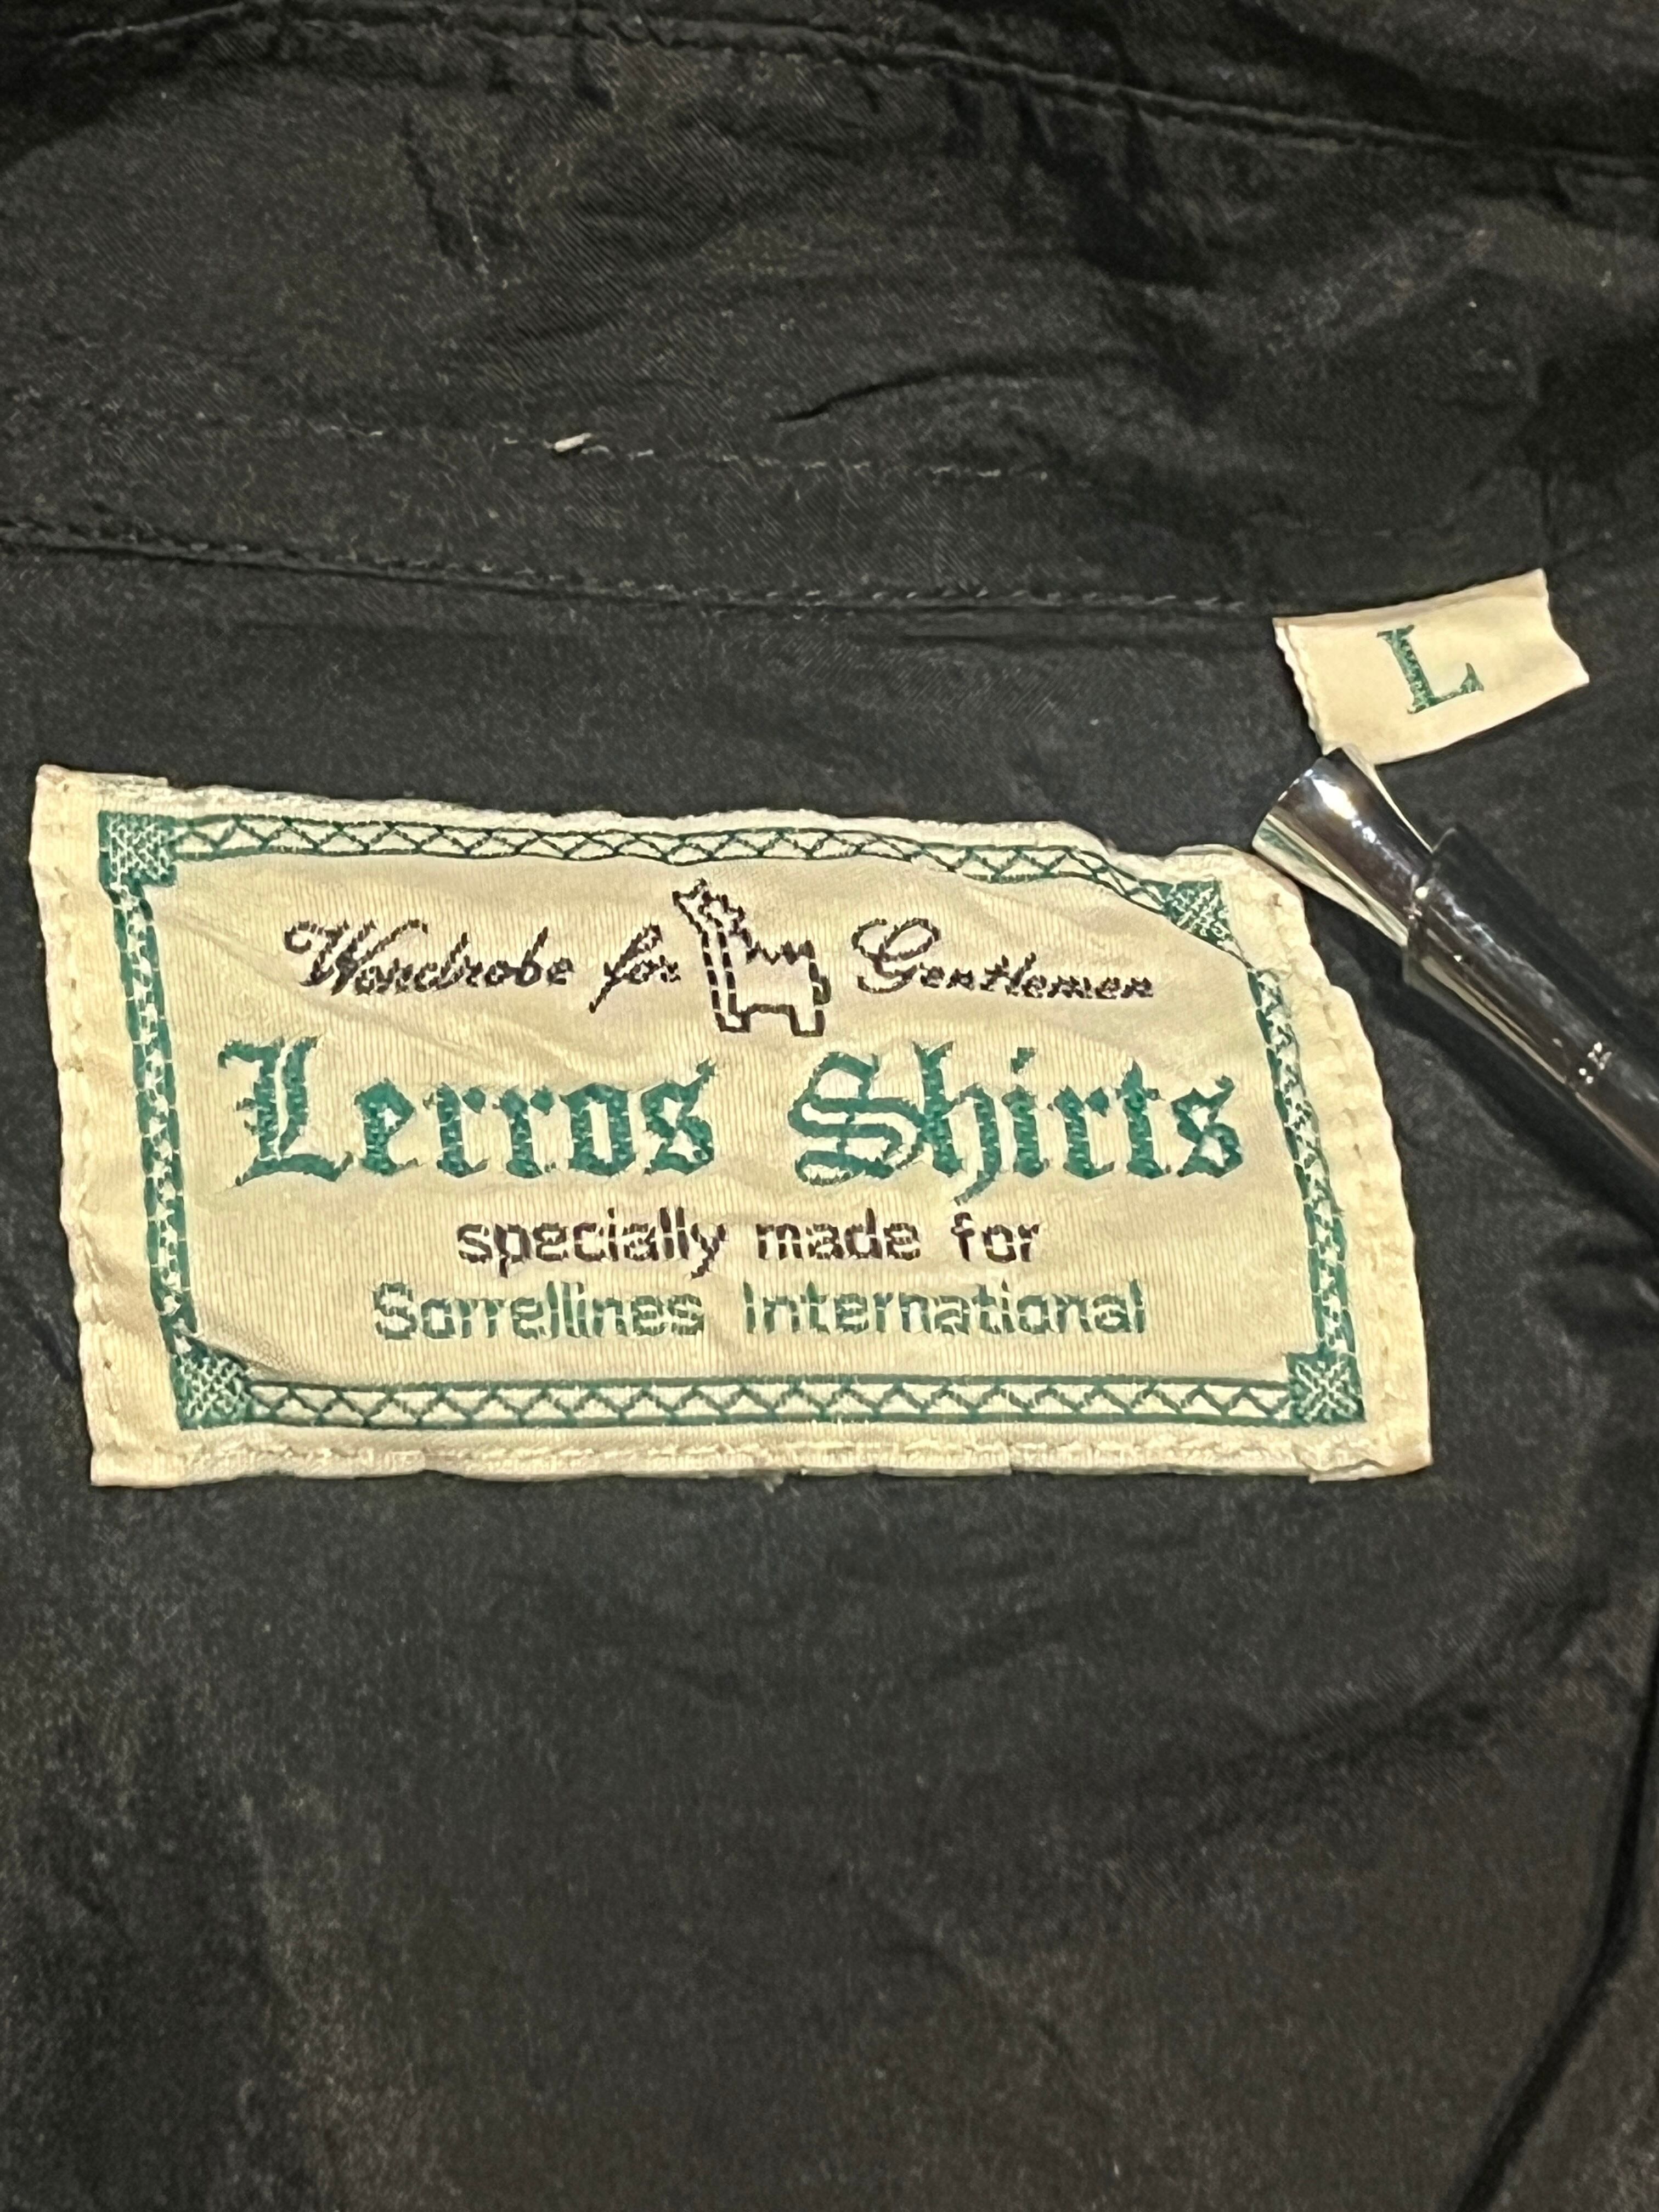 L
Wardrobe for Gentlemen
Lerros Shirts
specially made for
Sorrellines International